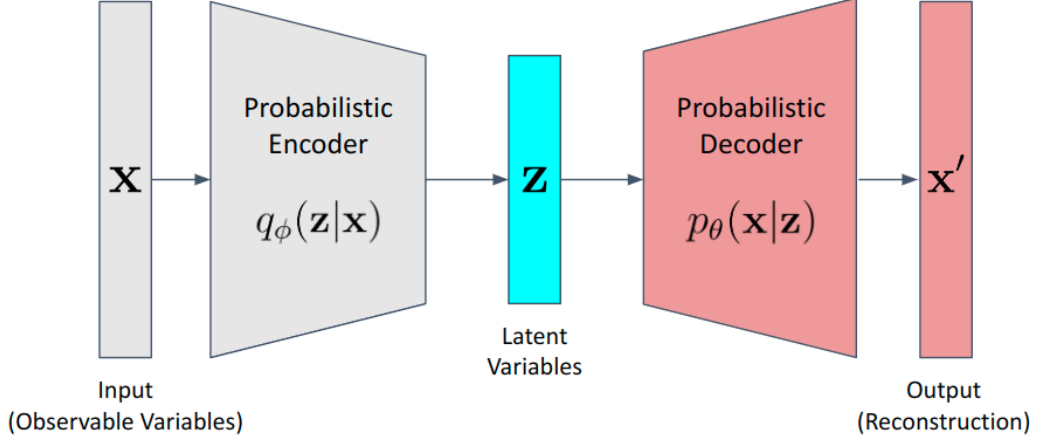 Probabilistic
Encoder
Probabilistic
Decoder
x
z
x′
qϕ(z|x)
pθ(x|z)
Latent
Variables
Input
(Observable Variables)
Output
(Reconstruction)